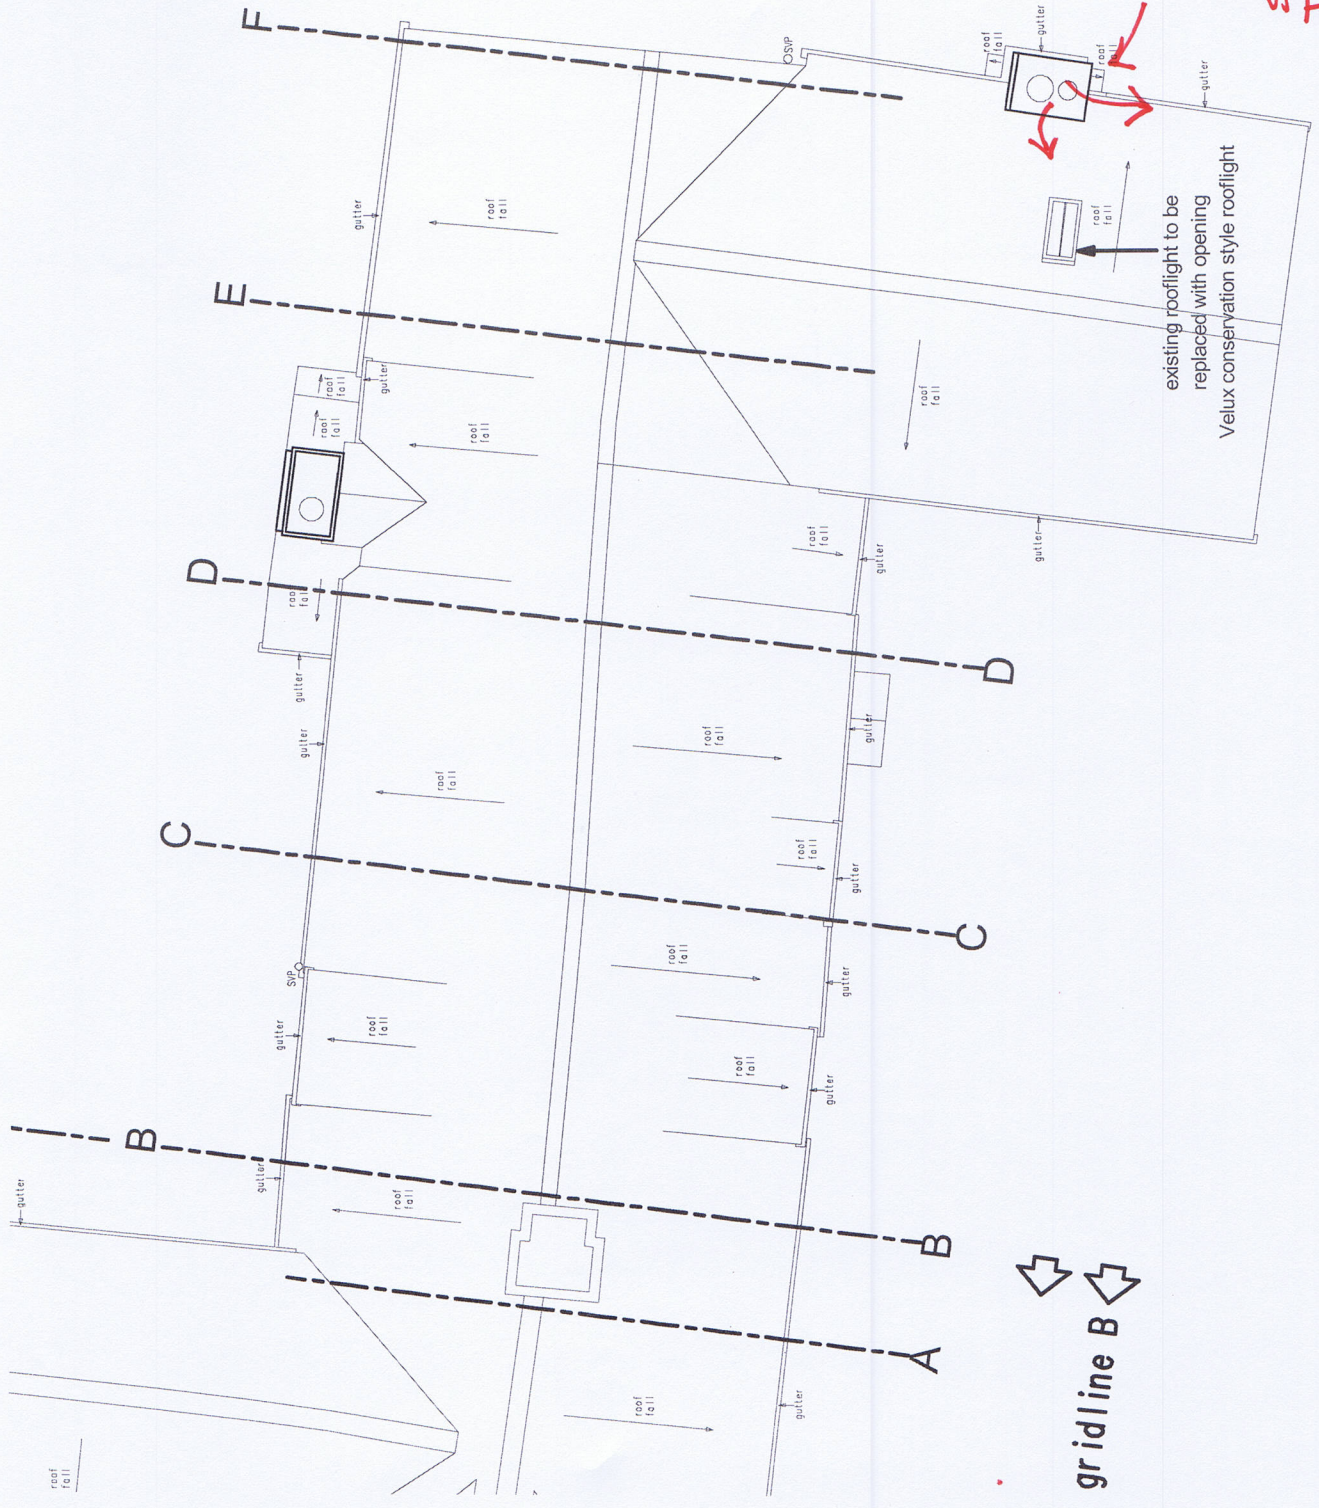 F
OSVP
gutter
roof
fall
roof
fall
gutter
gutter
roof
fall
existing rooflight to be
replaced with opening
Velux conservation style rooflight
roof
fall
E
roof
fall
gutter
roof
fall
roof
fall
roof
fall
D
roof
fall
gutter
roof
fall
gutter
gutter
gutter
D
roof
fall
gutter
roof
fall
C
roof
fall
gutter
C
SVP
roof
fall
gutter
gutter
roof
fall
roof
fall
gutter
B
gutter
gutter
roof
fall
B
A
roof
fall
gutter
roof
fall
gridline B